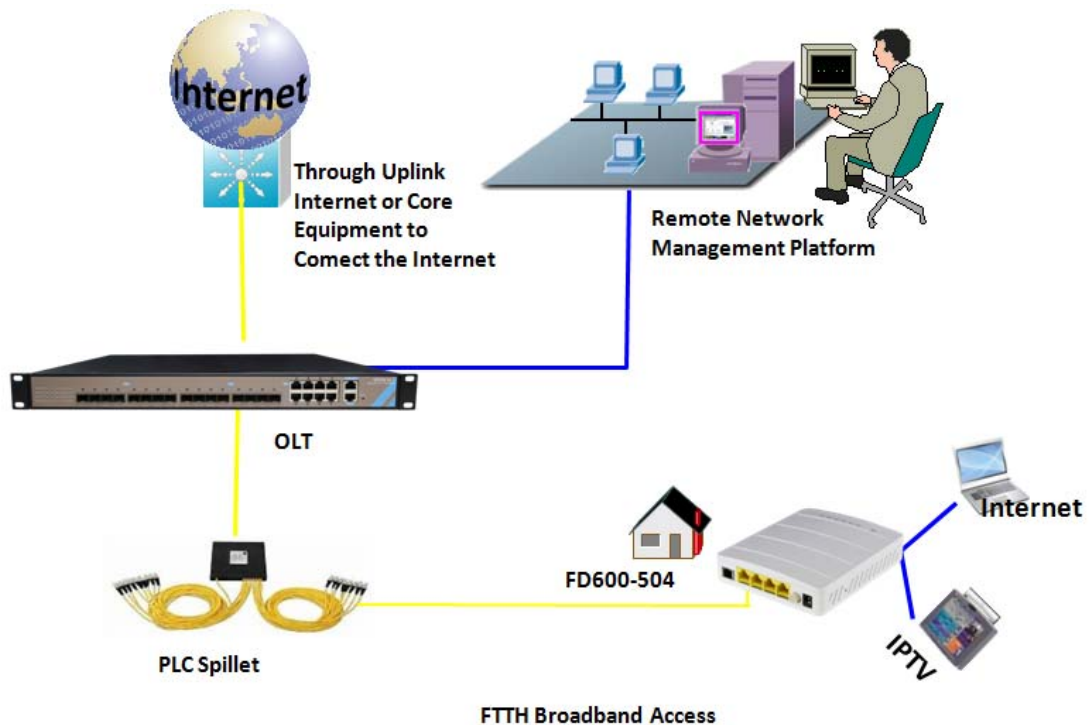 Internet
Through Uplink
Internet or Core
Equipment to
Comect the Internet
Remote Network
Management Platform
OLT
PLC Spillet
FD600-504
Internet
IPTV
FTTH Broadband Access